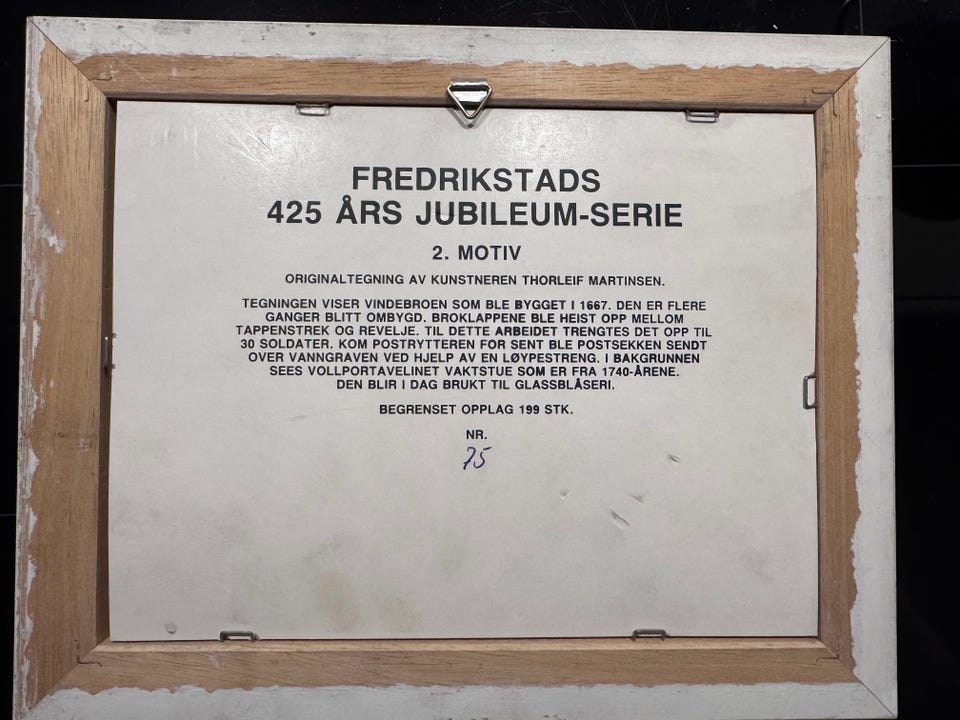 FREDRIKSTADS
425 ÅRS JUBILEUM-SERIE
2. MOTIV
ORIGINALTEGNING AV KUNSTNEREN THORLEIF MARTINSEN.
TEGNINGEN VISER VINDEBROEN SOM BLE BYGGET I 1667. DEN ER FLERE
GANGER BLITT OMBYGD. BROKLAPPENE BLE HEIST OPP MELLOM
TAPPENSTREK OG REVELJE. TIL DETTE ARBEIDET TRENGTES DET OPP TIL
30 SOLDATER. KOM POSTRYTTEREN FOR SENT BLE POSTSEKKEN SENDT
OVER VANNGRAVEN VED HJELP AV EN LØYPESTRENG. I BAKGRUNNEN
SEES VOLLPORTAVELINET VAKTSTUE SOM ER FRA 1740-ÅRENE.
DEN BLIR I DAG BRUKT TIL GLASSBLÅSERI.
BEGRENSET OPPLAG 199 STK.
NR.
75